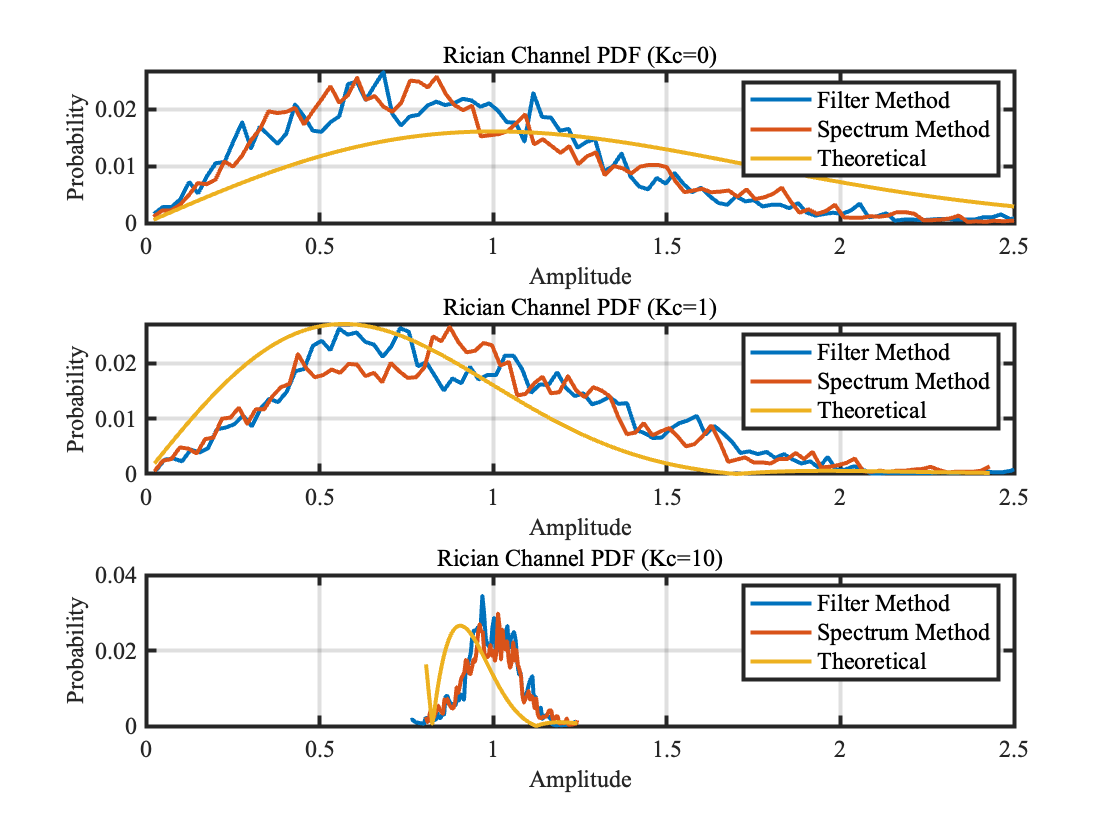 Rician Channel PDF (Kc=0)
Probability
0.02
0.01
0
Filter Method
Spectrum Method
Theoretical
0 0.5 1 1.5 2 2.5
Amplitude
Rician Channel PDF (Kc=1)
Probability
0.02
0.01
0
Filter Method
Spectrum Method
Theoretical
0 0.5 1 1.5 2 2.5
Amplitude
Rician Channel PDF (Kc=10)
Probability
0.04
0.02
0
Filter Method
Spectrum Method
Theoretical
0 0.5 1 1.5 2 2.5
Amplitude